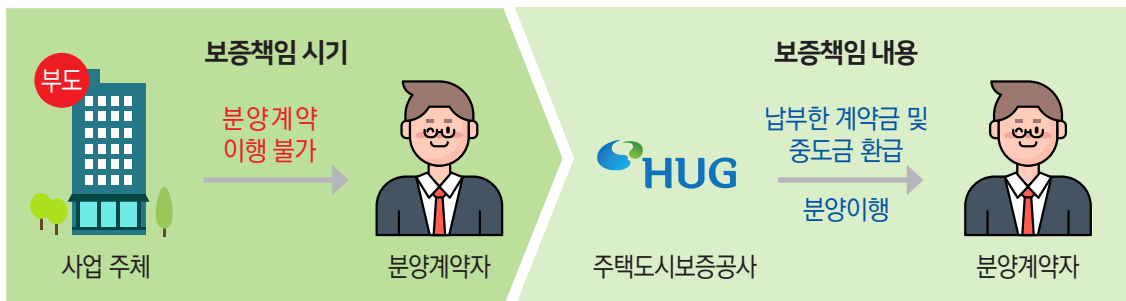 보증책임 시기
부도
분양계약
이행 불가
사업 주체
분양계약자
보증책임 내용
HUG
납부한 계약금 및
중도금 환급
분양이행
주택도시보증공사
분양계약자